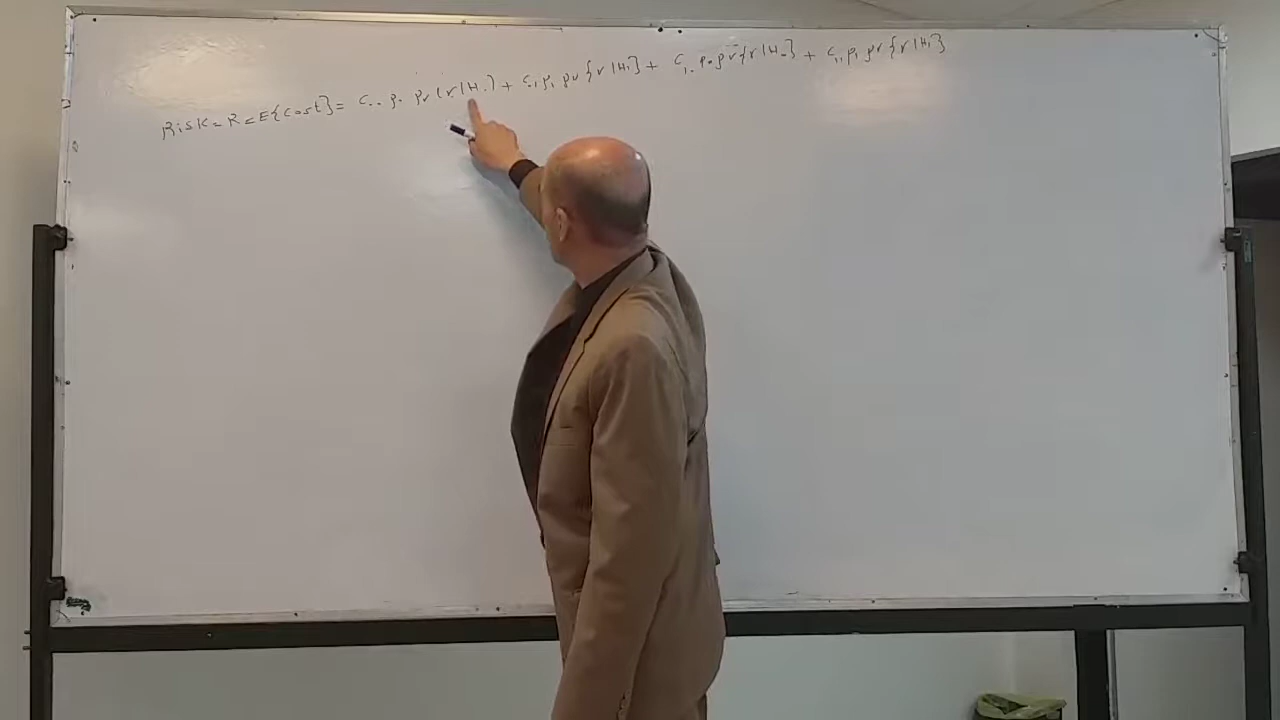 Risk = R = E{cost} = C₀₀ P₀ Pr{r|H₀} + C₀₁ P₁ Pr{r|H₁} + C₁₀ P₀ Pr{r|H₀} + C₁₁ P₁ Pr{r|H₁}